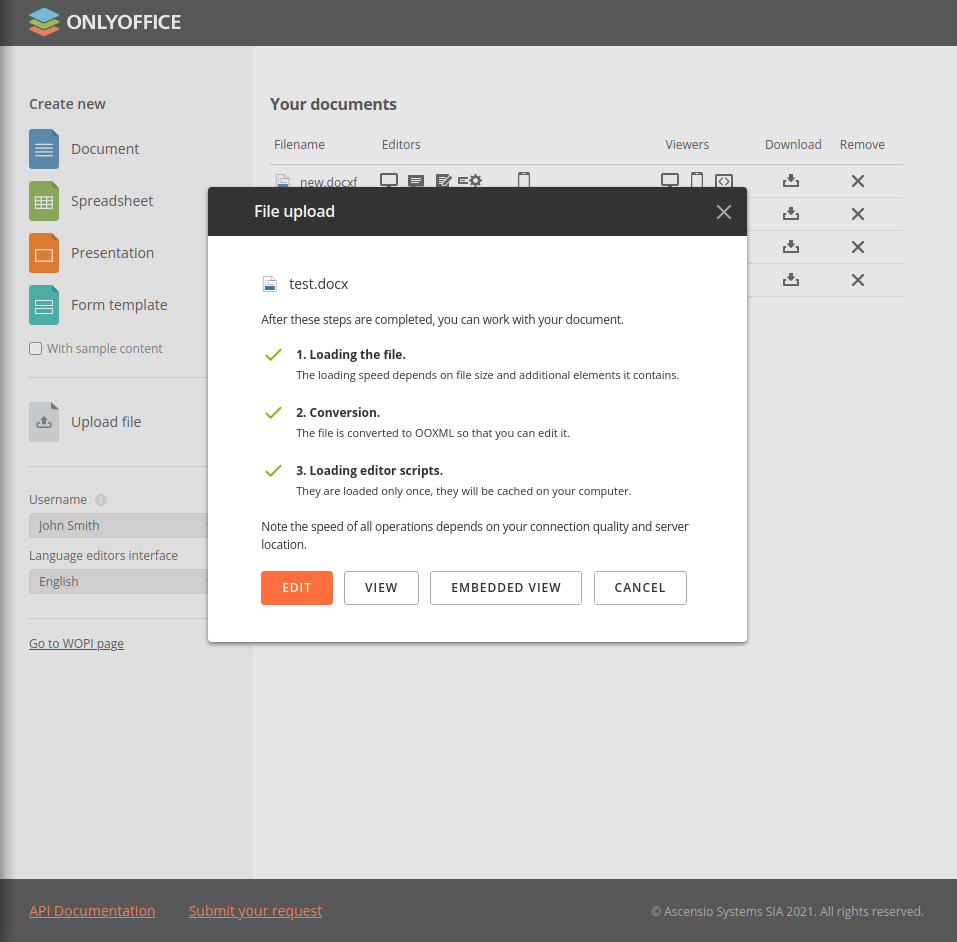 ONLYOFFICE
Create new
Document
Spreadsheet
Presentation
Form template
With sample content
Upload file
Username
John Smith
Language editors interface
English
Go to WOPI page
Your documents
Filename Editors Viewers Download Remove
new.docxf
File upload
test.docx
After these steps are completed, you can work with your document.
1. Loading the file.
The loading speed depends on file size and additional elements it contains.
2. Conversion.
The file is converted to OOXML so that you can edit it.
3. Loading editor scripts.
They are loaded only once, they will be cached on your computer.
Note the speed of all operations depends on your connection quality and server
location.
EDIT VIEW EMBEDDED VIEW CANCEL
API Documentation Submit your request © Ascensio Systems SIA 2021. All rights reserved.